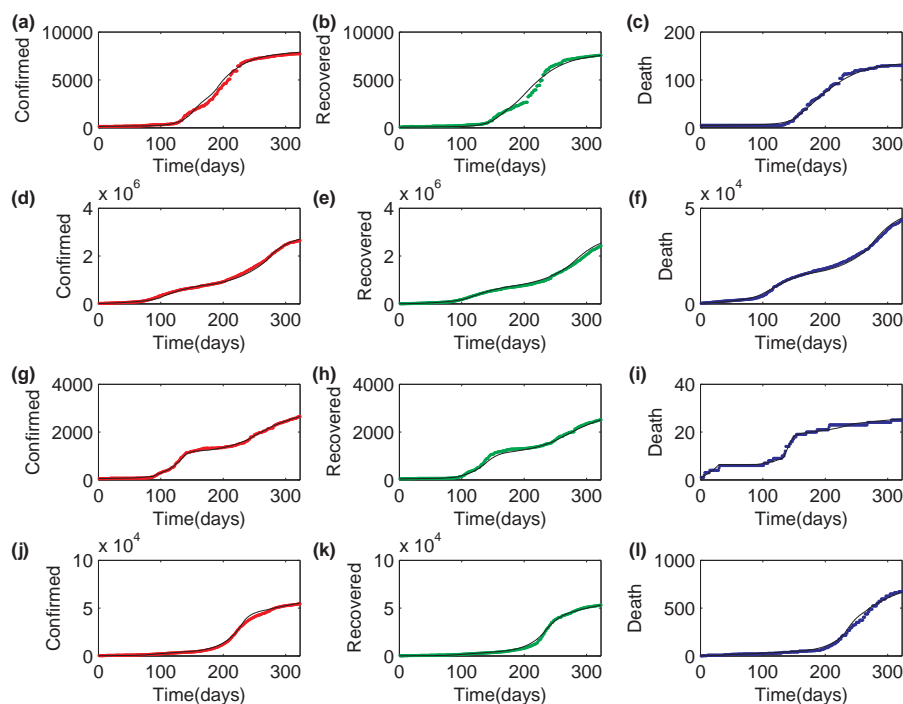 (a)
10000
5000
0
Confirmed
0 100 200 300
Time(days)
(b)
10000
5000
0
Recovered
0 100 200 300
Time(days)
(c)
200
100
0
Death
0 100 200 300
Time(days)
(d)
x 10^6
4
2
0
Confirmed
0 100 200 300
Time(days)
(e)
x 10^6
4
2
0
Recovered
0 100 200 300
Time(days)
(f)
x 10^4
5
0
Death
0 100 200 300
Time(days)
(g)
4000
2000
0
Confirmed
0 100 200 300
Time(days)
(h)
4000
2000
0
Recovered
0 100 200 300
Time(days)
(i)
40
20
0
Death
0 100 200 300
Time(days)
(j)
x 10^4
10
5
0
Confirmed
0 100 200 300
Time(days)
(k)
x 10^4
10
5
0
Recovered
0 100 200 300
Time(days)
(l)
1000
500
0
Death
0 100 200 300
Time(days)